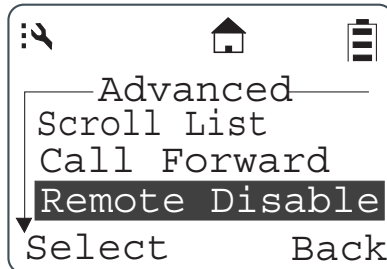 Advanced
Scroll List
Call Forward
Remote Disable
Select Back